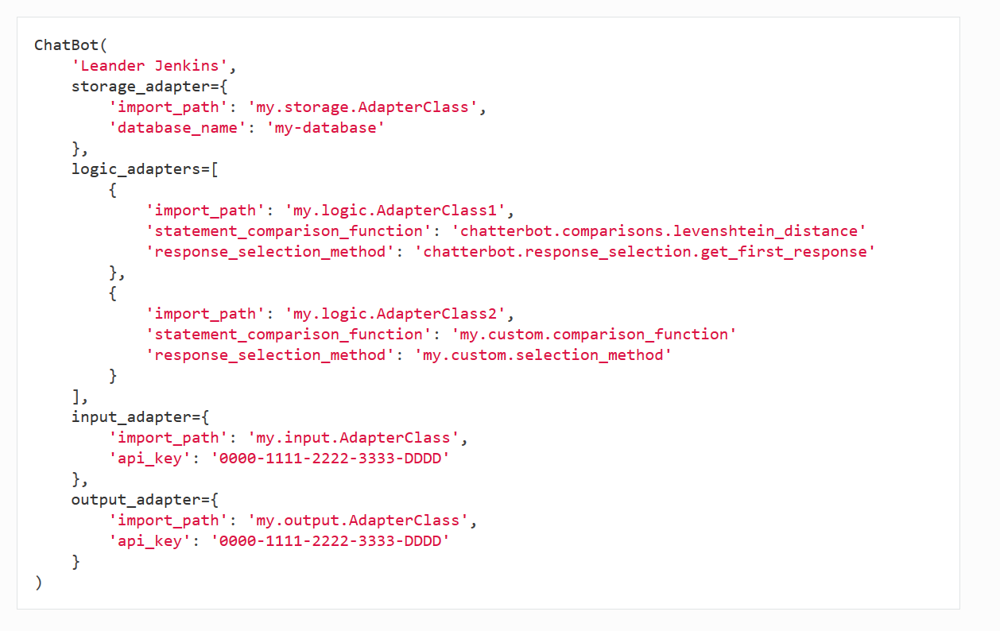 ChatBot(
    'Leander Jenkins',
    storage_adapter={
        'import_path': 'my.storage.AdapterClass',
        'database_name': 'my-database'
    },
    logic_adapters=[
        {
            'import_path': 'my.logic.AdapterClass1',
            'statement_comparison_function': 'chatterbot.comparisons.levenshtein_distance'
            'response_selection_method': 'chatterbot.response_selection.get_first_response'
        },
        {
            'import_path': 'my.logic.AdapterClass2',
            'statement_comparison_function': 'my.custom.comparison_function'
            'response_selection_method': 'my.custom.selection_method'
        }
    ],
    input_adapter={
        'import_path': 'my.input.AdapterClass',
        'api_key': '0000-1111-2222-3333-DDDD'
    },
    output_adapter={
        'import_path': 'my.output.AdapterClass',
        'api_key': '0000-1111-2222-3333-DDDD'
    }
)